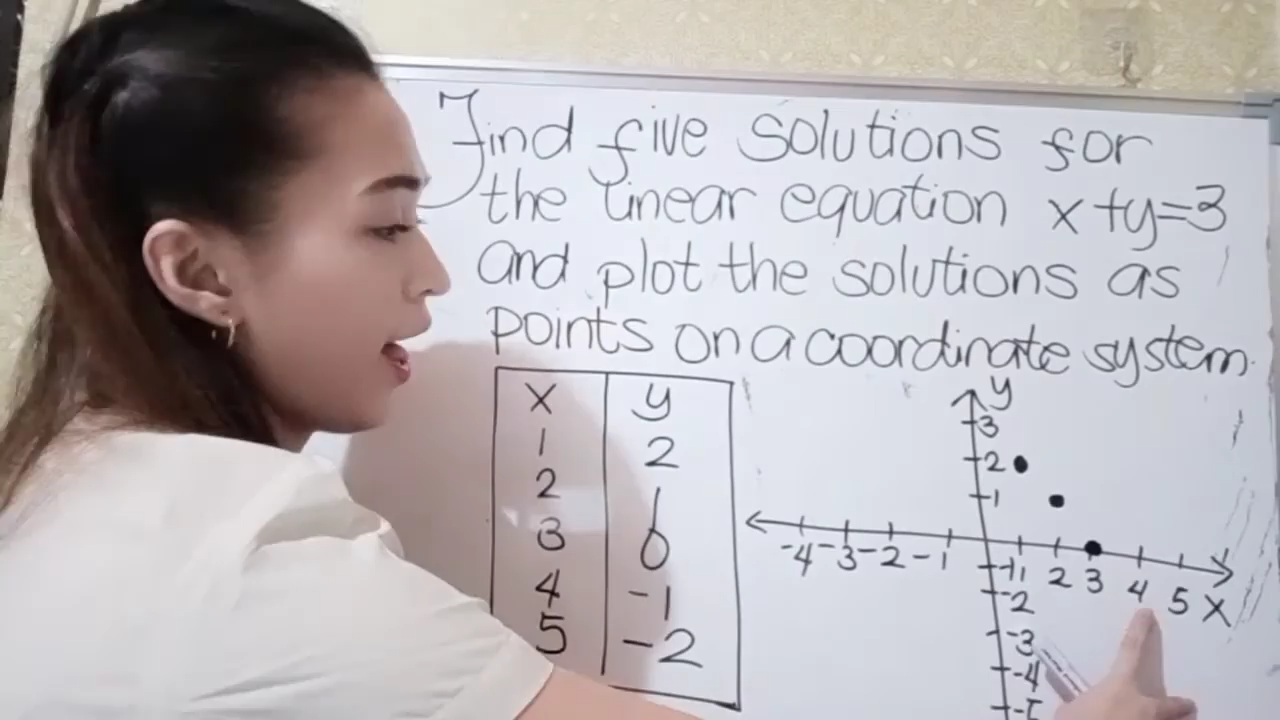 Find five solutions for
the linear equation x+y=3
and plot the solutions as
points on a coordinate system.
x y
1 2
2 1
3 0
4 -1
5 -2
y
3
2
1
-4 -3 -2 -1 1 2 3 4 5 x
-1
-2
-3
-4